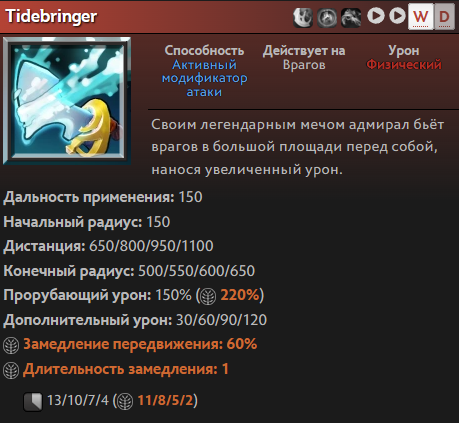 Tidebringer
W D
Способность Действует на Урон
Активный Врагов Физический
модификатор
атаки
Своим легендарным мечом адмирал бьёт
врагов в большой площади перед собой,
нанося увеличенный урон.
Дальность применения: 150
Начальный радиус: 150
Дистанция: 650/800/950/1100
Конечный радиус: 500/550/600/650
Прорубающий урон: 150% (220%)
Дополнительный урон: 30/60/90/120
Замедление передвижения: 60%
Длительность замедления: 1
13/10/7/4 (11/8/5/2)